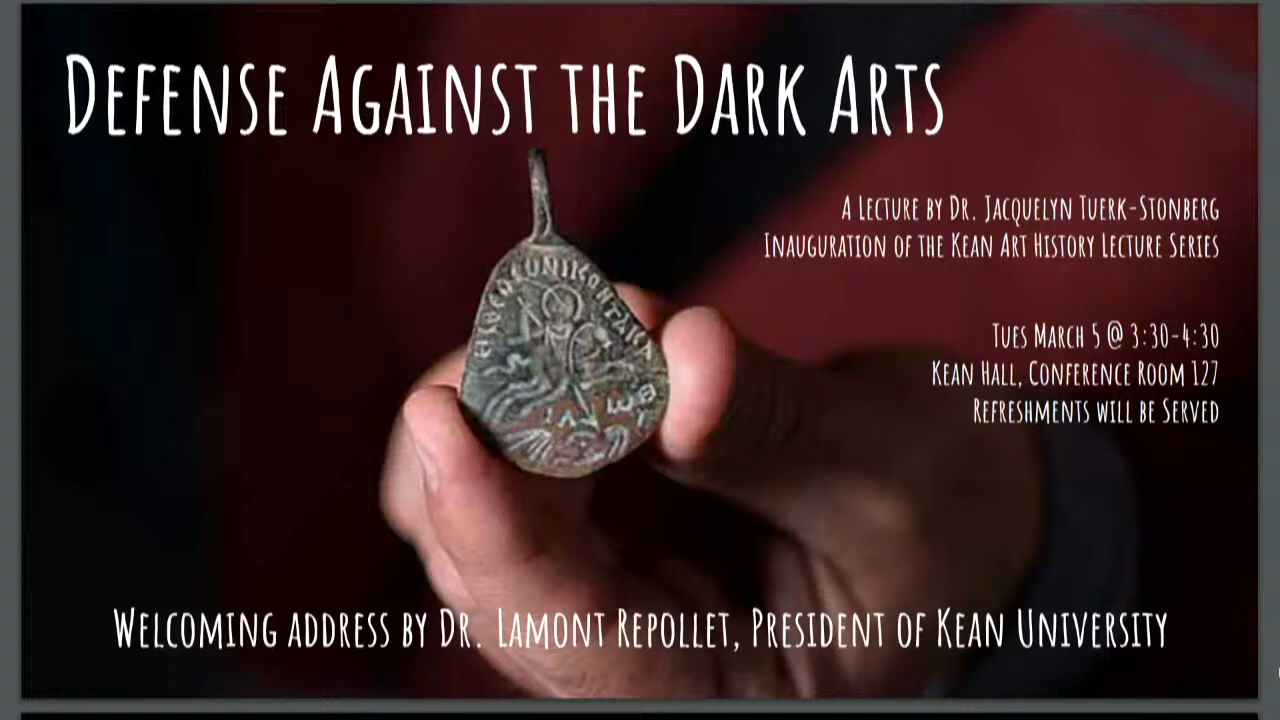 Defense Against the Dark Arts
A Lecture by Dr. Jacquelyn Tuerk-Stonberg
Inauguration of the Kean Art History Lecture Series
Tues March 5 @ 3:30-4:30
Kean Hall, Conference Room 127
Refreshments will be Served
Welcoming address by Dr. Lamont Repollet, President of Kean University